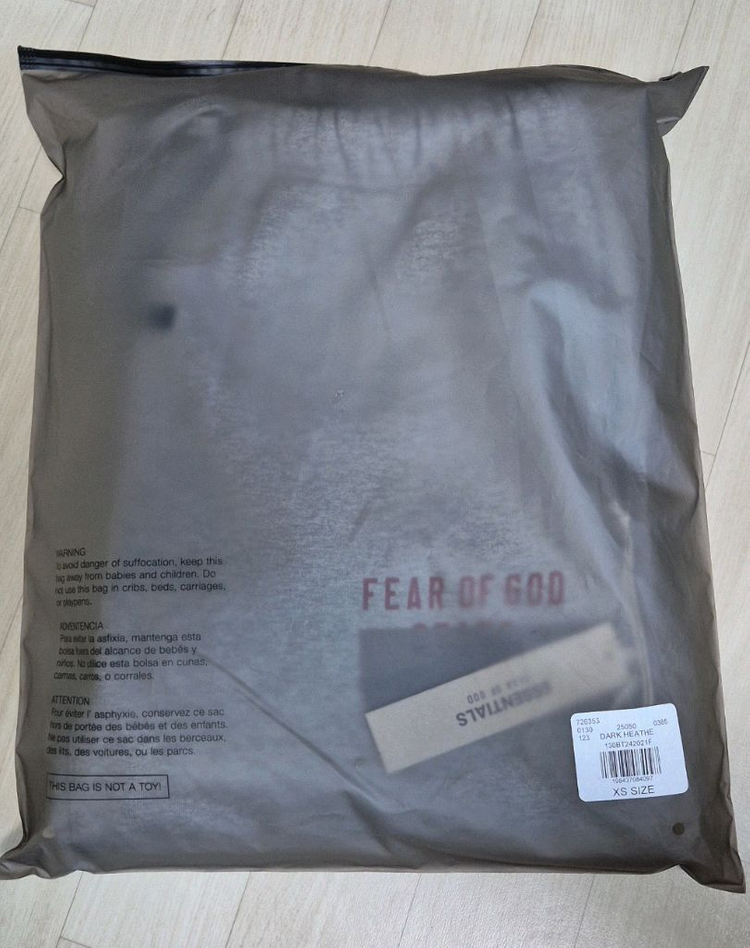 WARNING
To avoid danger of suffocation, keep this
bag away from babies and children. Do
not use this bag in cribs, beds, carriages,
or playpens.
ADVERTENCIA
Para evitar la asfixia, mantenga esta
bolsa fuera del alcance de bebés y
niños. No utilice esta bolsa en cunas,
camas, carros, o corrales.
ATTENTION
Pour éviter l' asphyxie, conservez ce sac
hors de portée des bébés et des enfants.
Ne pas utiliser ce sac dans les berceaux,
des lits, des voitures, ou les parcs.
THIS BAG IS NOT A TOY!
FEAR OF GOD
ESSENTIALS
FEAR OF GOD
25050
0139
123 DARK HEATHE
130BT242021F
XS SIZE